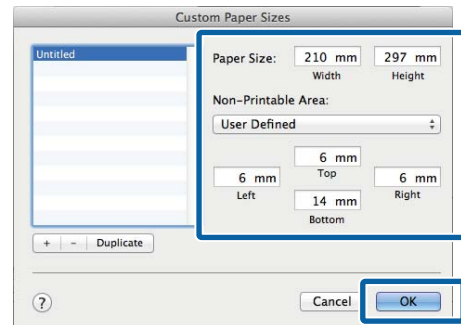 Custom Paper Sizes
Untitled
Paper Size:
210 mm
297 mm
Width
Height
Non-Printable Area:
User Defined
6 mm
Top
6 mm
6 mm
Left
Right
14 mm
Bottom
+ - Duplicate
?
Cancel
OK